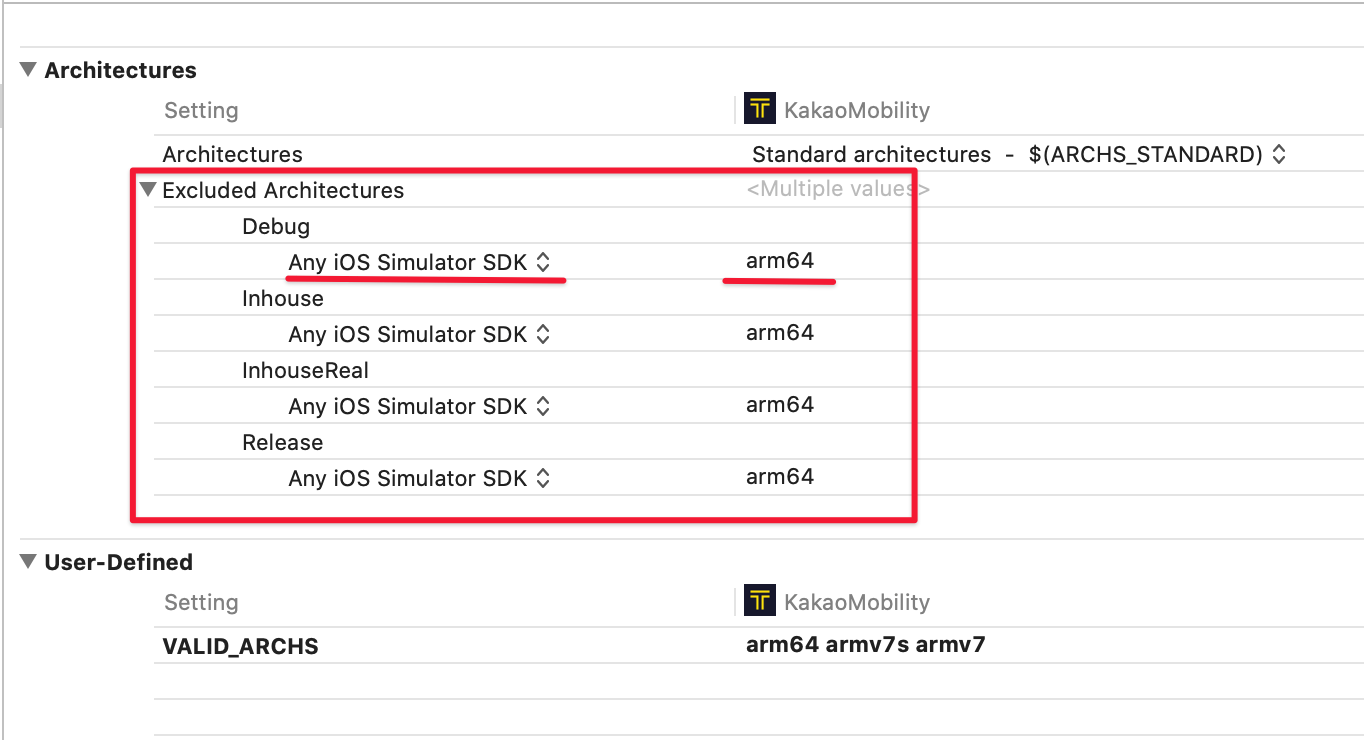 Architectures
Setting KakaoMobility
Architectures Standard architectures - $(ARCHS_STANDARD)
Excluded Architectures <Multiple values>
Debug
Any iOS Simulator SDK arm64
Inhouse
Any iOS Simulator SDK arm64
InhouseReal
Any iOS Simulator SDK arm64
Release
Any iOS Simulator SDK arm64
User-Defined
Setting KakaoMobility
VALID_ARCHS arm64 armv7s armv7